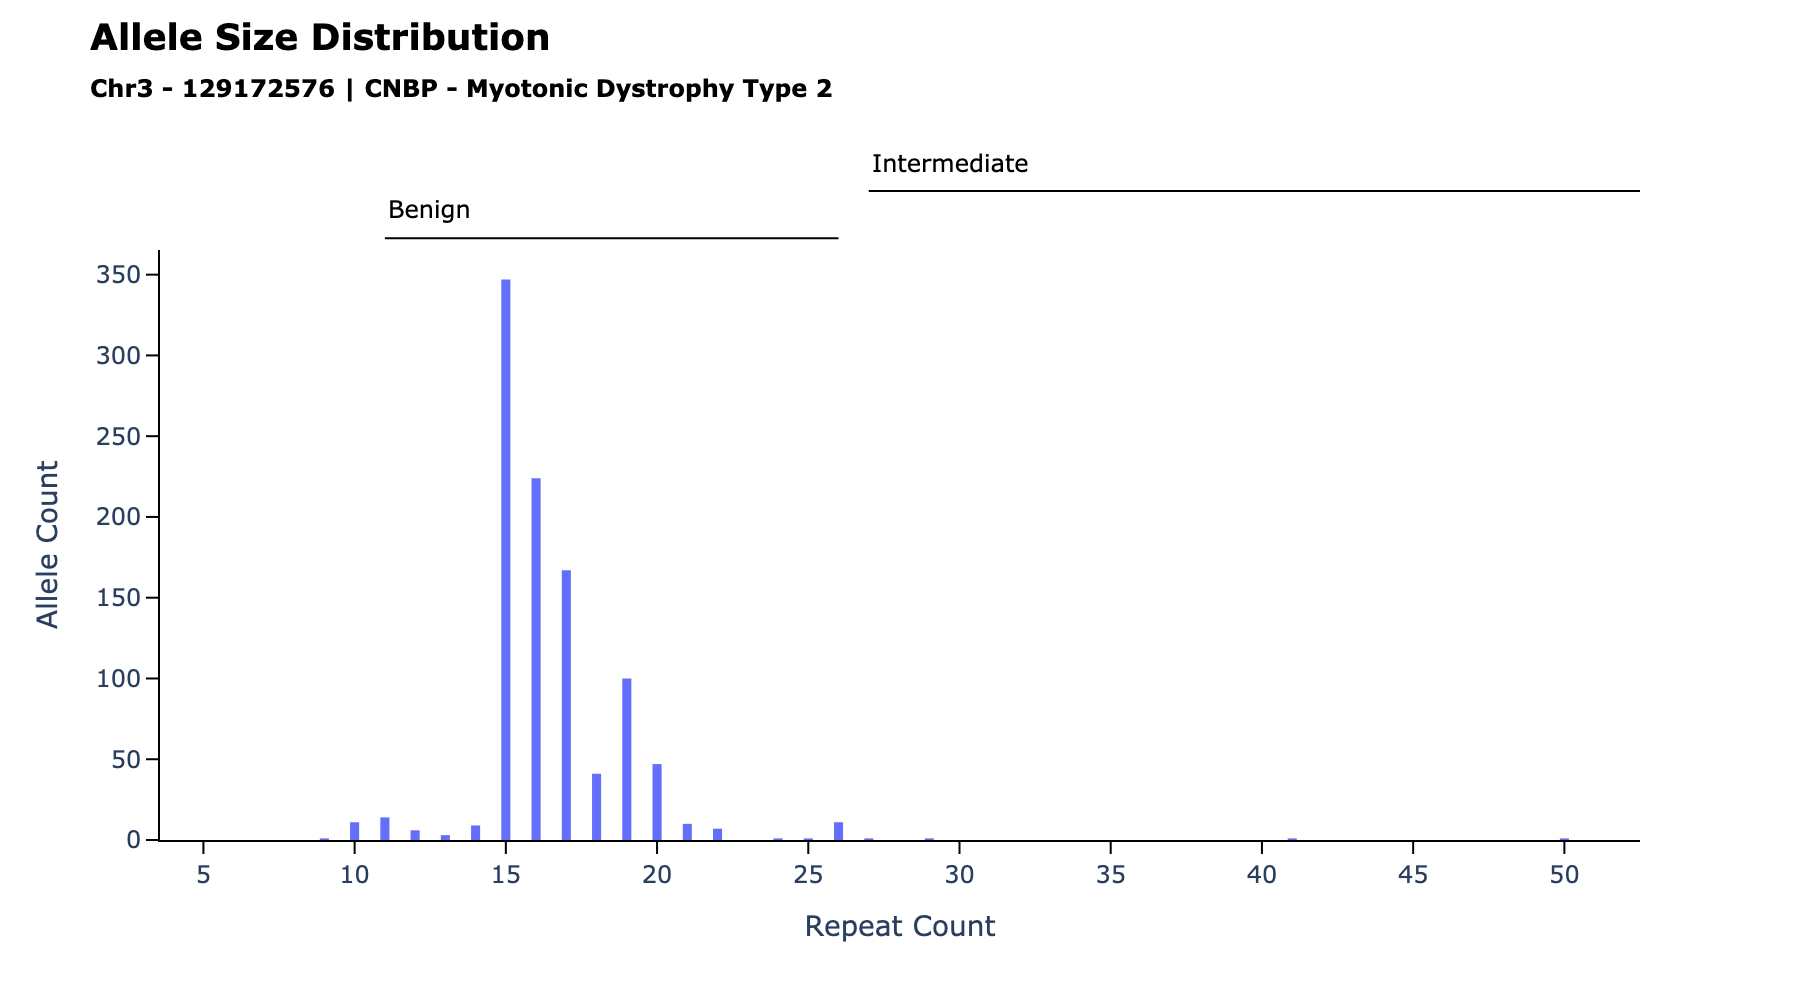 Allele Size Distribution
Chr3 - 129172576 | CNBP - Myotonic Dystrophy Type 2
Intermediate
Benign
350
300
250
200
150
100
50
0
Allele Count
5 10 15 20 25 30 35 40 45 50
Repeat Count